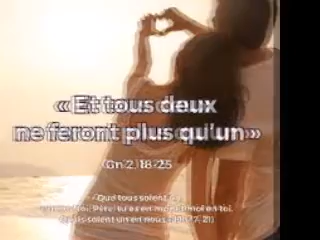 «Et tous deux
ne feront plus qu'un»
Gn 2, 18-25
Que tous soient
Père, tu es en moi, et moi en toi.
soient un en nous